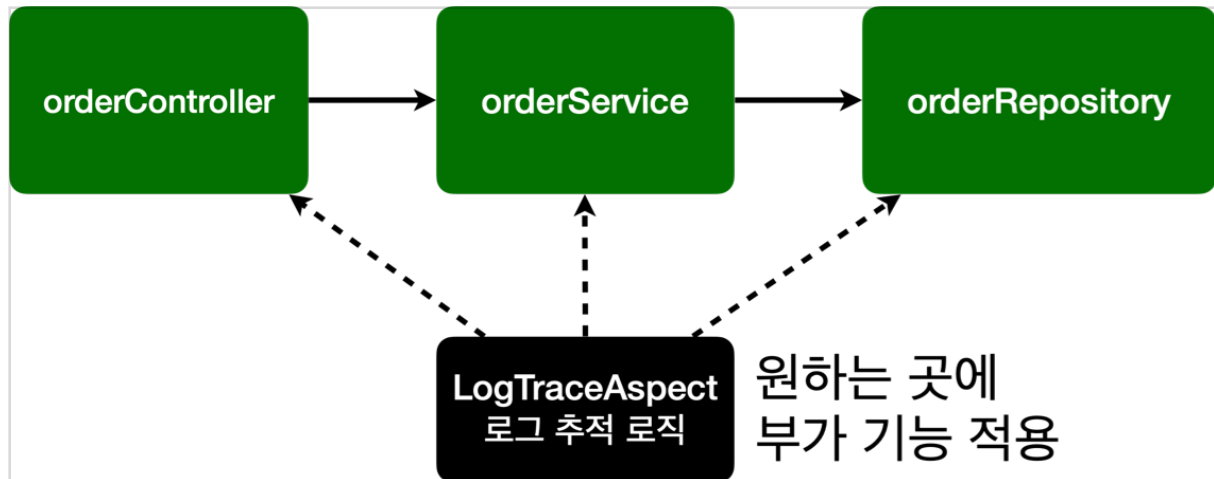 orderController
orderService
orderRepository
LogTraceAspect
로그 추적 로직
원하는 곳에
부가 기능 적용